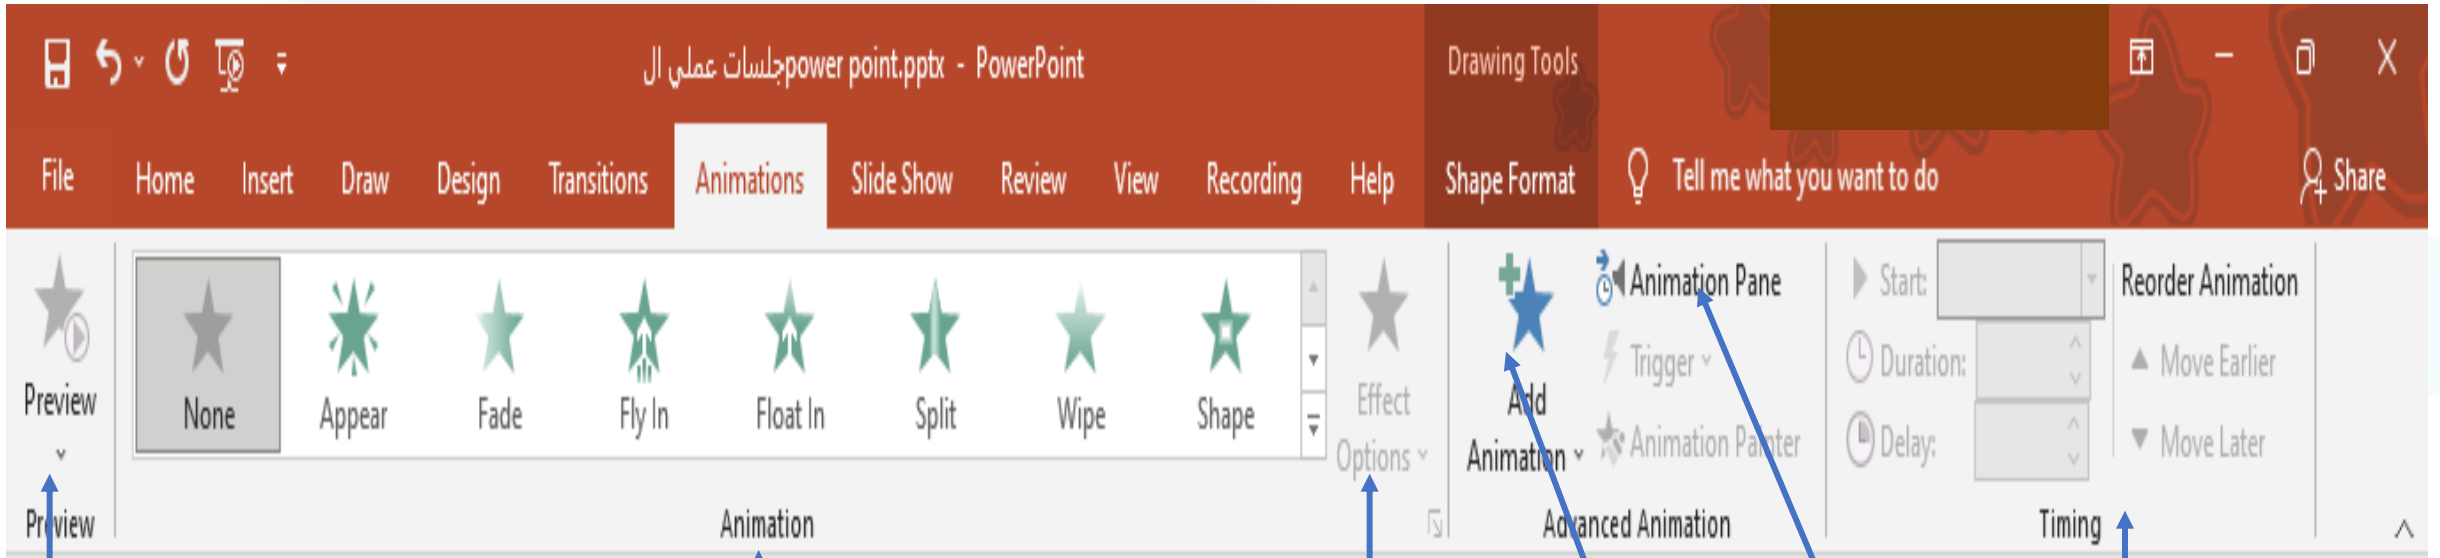 جلسات عملي الpower point.pptx - PowerPoint
Drawing Tools
File Home Insert Draw Design Transitions Animations Slide Show Review View Recording Help Shape Format Tell me what you want to do Share
Preview
None Appear Fade Fly In Float In Split Wipe Shape
Effect Options
Add Animation
Animation Pane
Trigger
Animation Painter
Start:
Duration:
Delay:
Reorder Animation
Move Earlier
Move Later
Preview Animation Advanced Animation Timing